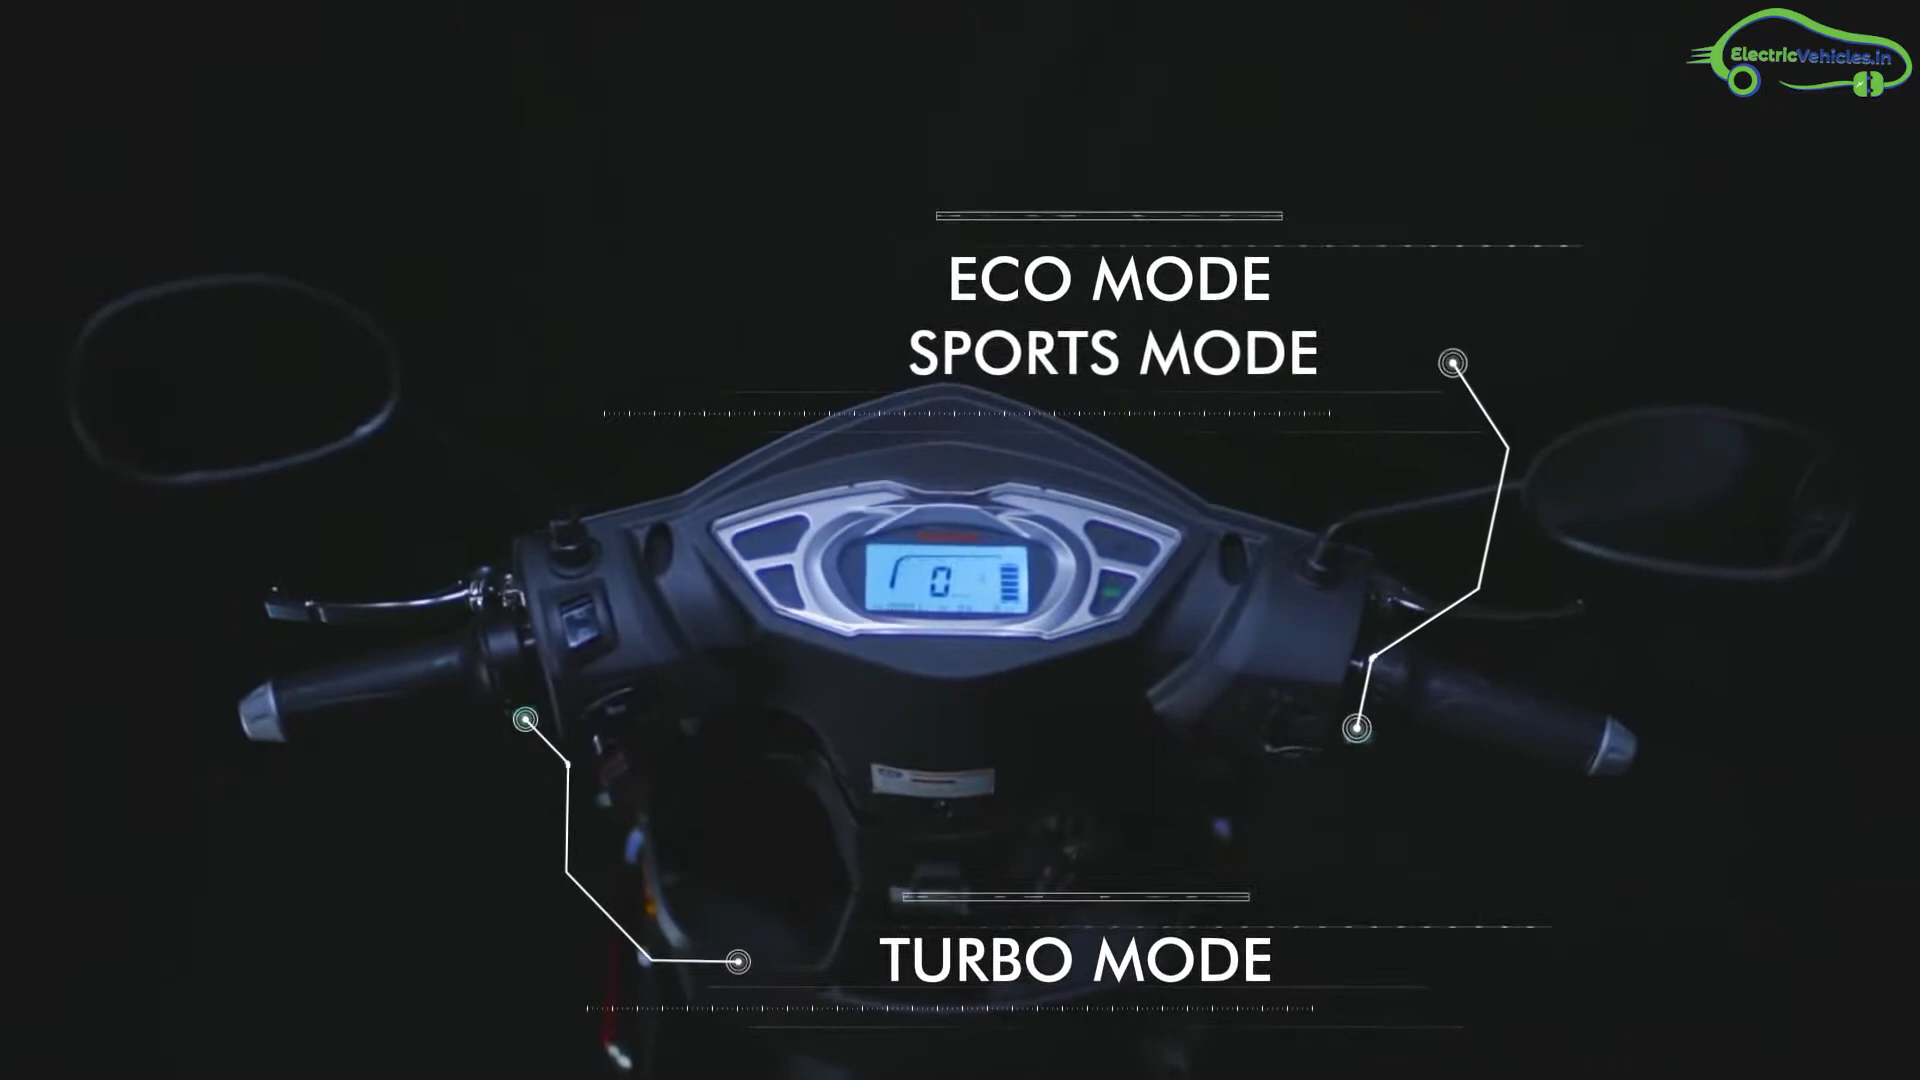 ElectricVehicles.in
ECO MODE
SPORTS MODE
0
TURBO MODE